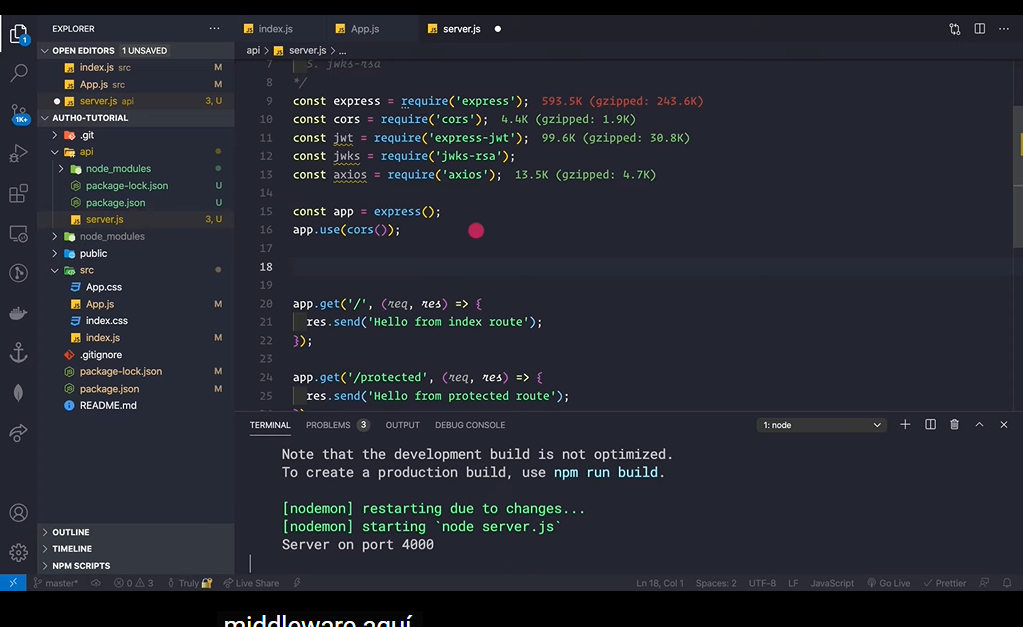 EXPLORER
OPEN EDITORS 1 UNSAVED
index.js src M
App.js src M
server.js api 3, U
AUTH0-TUTORIAL
.git
api
node_modules
package-lock.json U
package.json U
server.js 3, U
node_modules
public
src
App.css
App.js M
index.css
index.js M
.gitignore
package-lock.json M
package.json M
README.md
OUTLINE
TIMELINE
NPM SCRIPTS
1
1K+
index.js App.js server.js
api > server.js > ...
7 5. jwks-rsa
8 */
9 const express = require('express'); 593.5K (gzipped: 243.6K)
10 const cors = require('cors'); 4.4K (gzipped: 1.9K)
11 const jwt = require('express-jwt'); 99.6K (gzipped: 30.8K)
12 const jwks = require('jwks-rsa');
13 const axios = require('axios'); 13.5K (gzipped: 4.7K)
14
15 const app = express();
16 app.use(cors());
17
18
19
20 app.get('/', (req, res) => {
21 res.send('Hello from index route');
22 });
23
24 app.get('/protected', (req, res) => {
25 res.send('Hello from protected route');
TERMINAL PROBLEMS 3 OUTPUT DEBUG CONSOLE 1: node
Note that the development build is not optimized.
To create a production build, use npm run build.
[nodemon] restarting due to changes...
[nodemon] starting `node server.js`
Server on port 4000
master* 0 3 Truly Live Share Ln 18, Col 1 Spaces: 2 UTF-8 LF JavaScript Go Live Prettier
middleware aquí